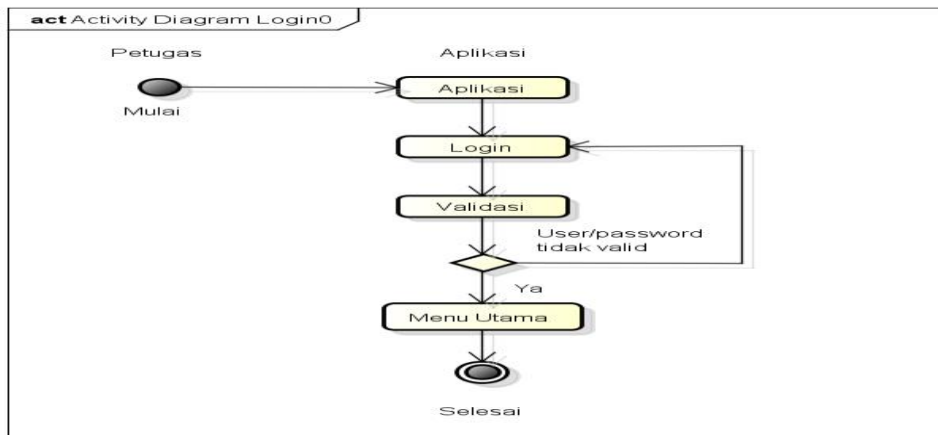 act Activity Diagram Login0
Petugas
Aplikasi
Aplikasi
Mulai
Login
Validasi
User/password
tidak valid
Ya
Menu Utama
Selesai